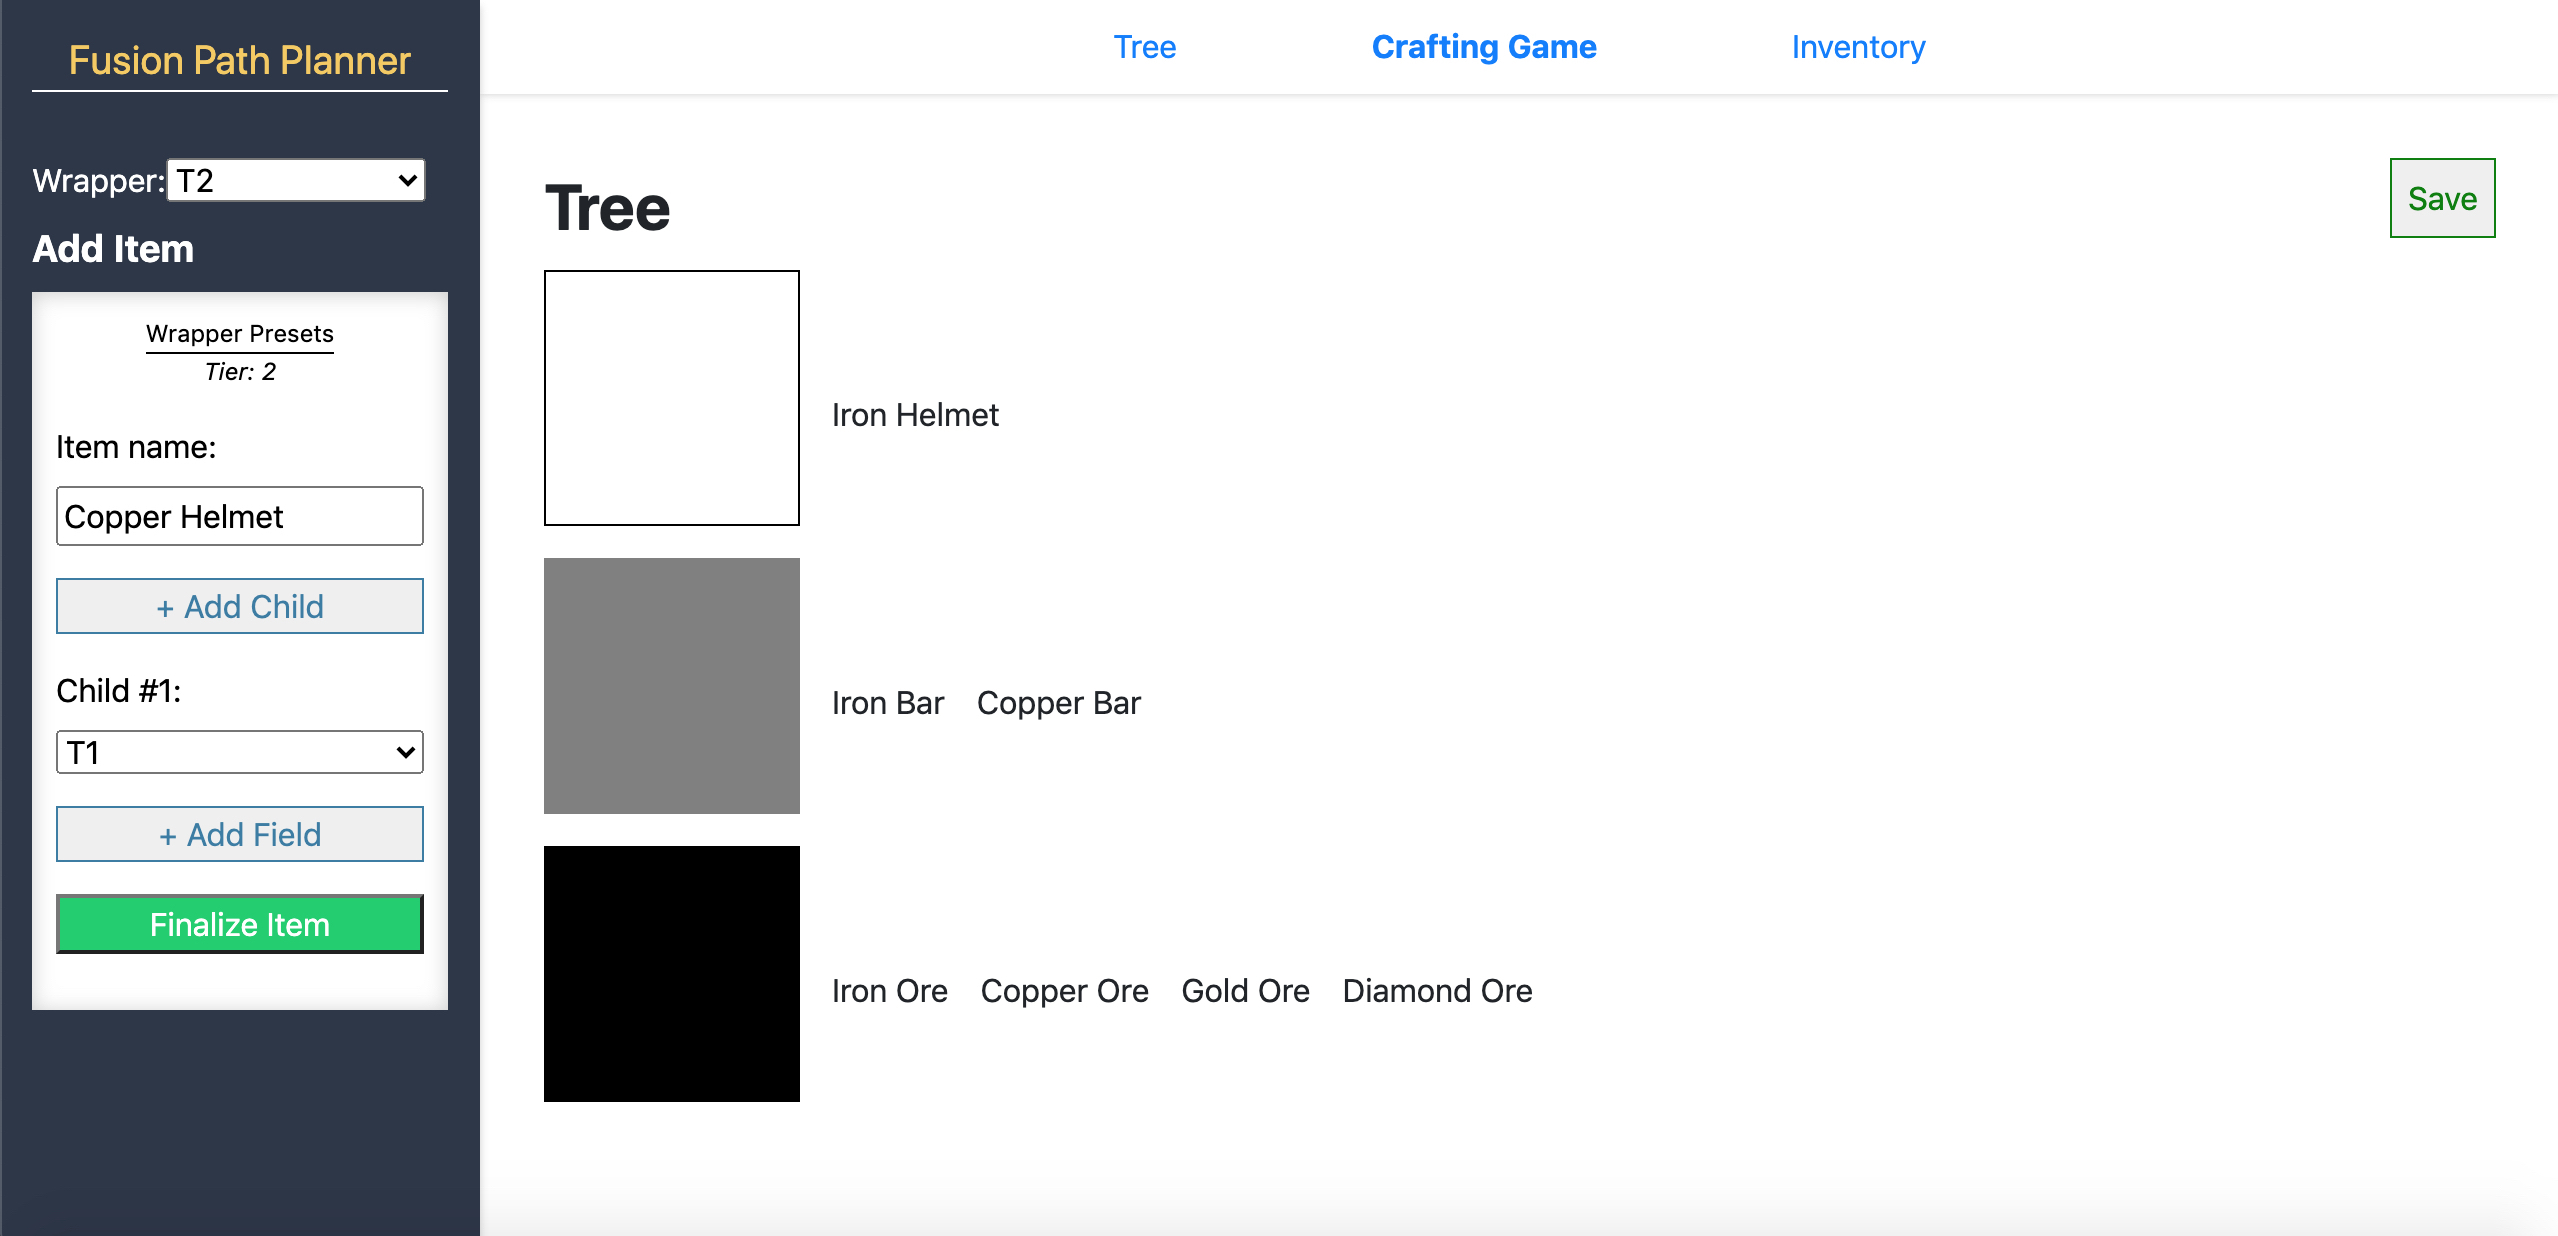 Fusion Path Planner
Wrapper: T2
Add Item
Wrapper Presets
Tier: 2
Item name:
Copper Helmet
+ Add Child
Child #1:
T1
+ Add Field
Finalize Item
Tree Crafting Game Inventory
Tree
Save
Iron Helmet
Iron Bar Copper Bar
Iron Ore Copper Ore Gold Ore Diamond Ore